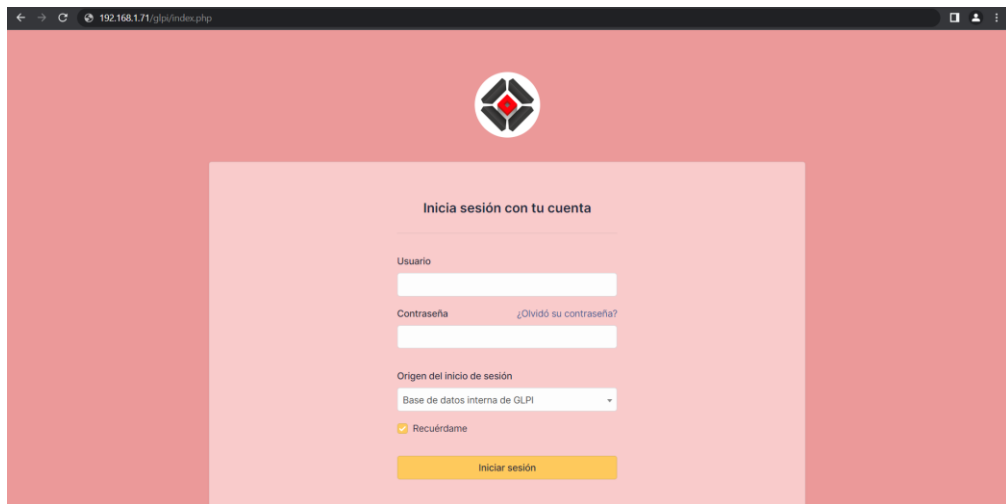 192.168.1.71/glpi/index.php
Inicia sesión con tu cuenta
Usuario
Contraseña ¿Olvidó su contraseña?
Origen del inicio de sesión
Base de datos interna de GLPI
Recuérdame
Iniciar sesión